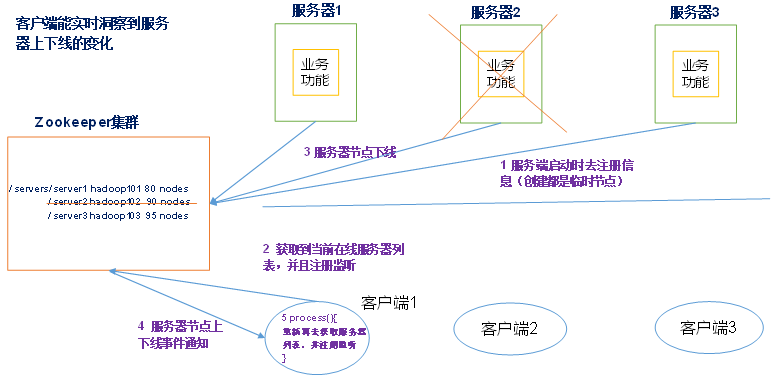 客户端能实时洞察到服务
器上下线的变化
服务器1
服务器2
服务器3
业务
功能
业务
功能
业务
功能
Zookeeper集群
3 服务器节点下线
1 服务端启动时去注册信
息（创建都是临时节点）
/servers/server1 hadoop101 80 nodes
/server2 hadoop102 90 nodes
/server3 hadoop103 95 nodes
2 获取到当前在线服务器列
表，并且注册监听
客户端1
4 服务器节点上
下线事件通知
5 process(){
重新再去获取服务器
列表，并注册监听
}
客户端2
客户端3